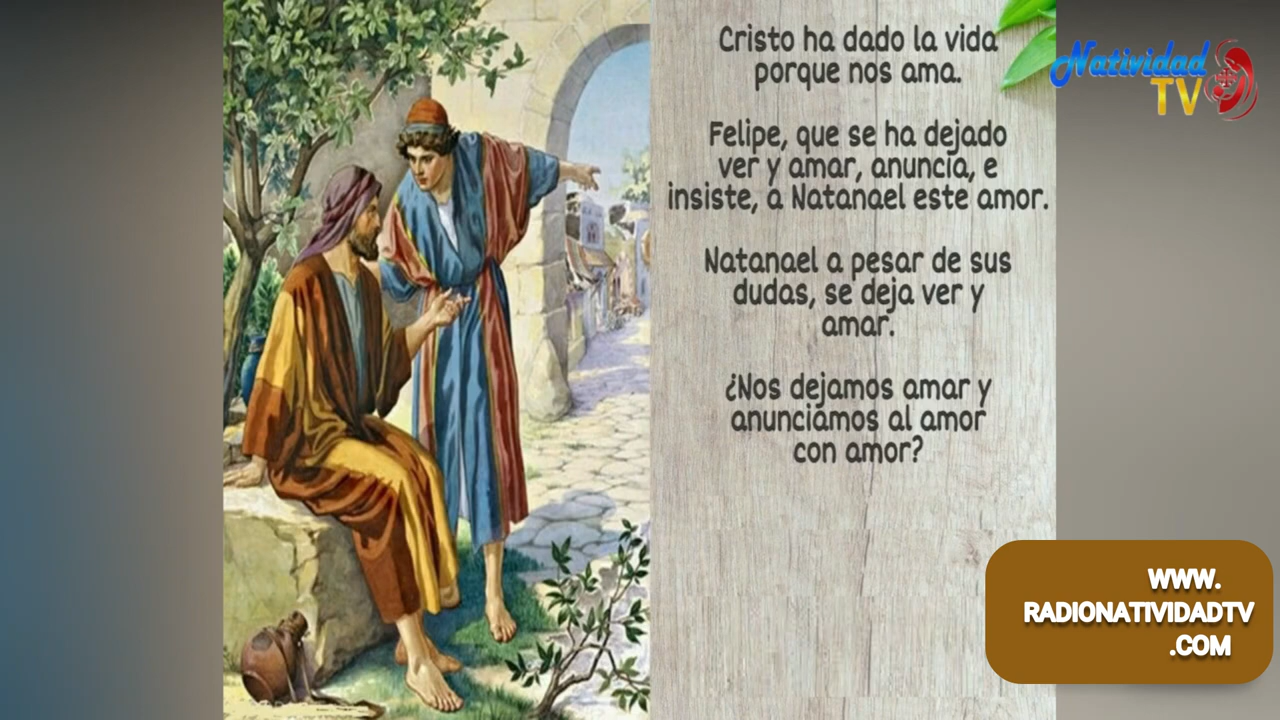 Cristo ha dado la vida
porque nos ama.
Felipe, que se ha dejado
ver y amar, anuncia, e
insiste, a Natanael este amor.
Natanael a pesar de sus
dudas, se deja ver y
amar.
¿Nos dejamos amar y
anunciamos al amor
con amor?
Natividad
TV
WWW.
RADIONATIVIDADTV
.COM